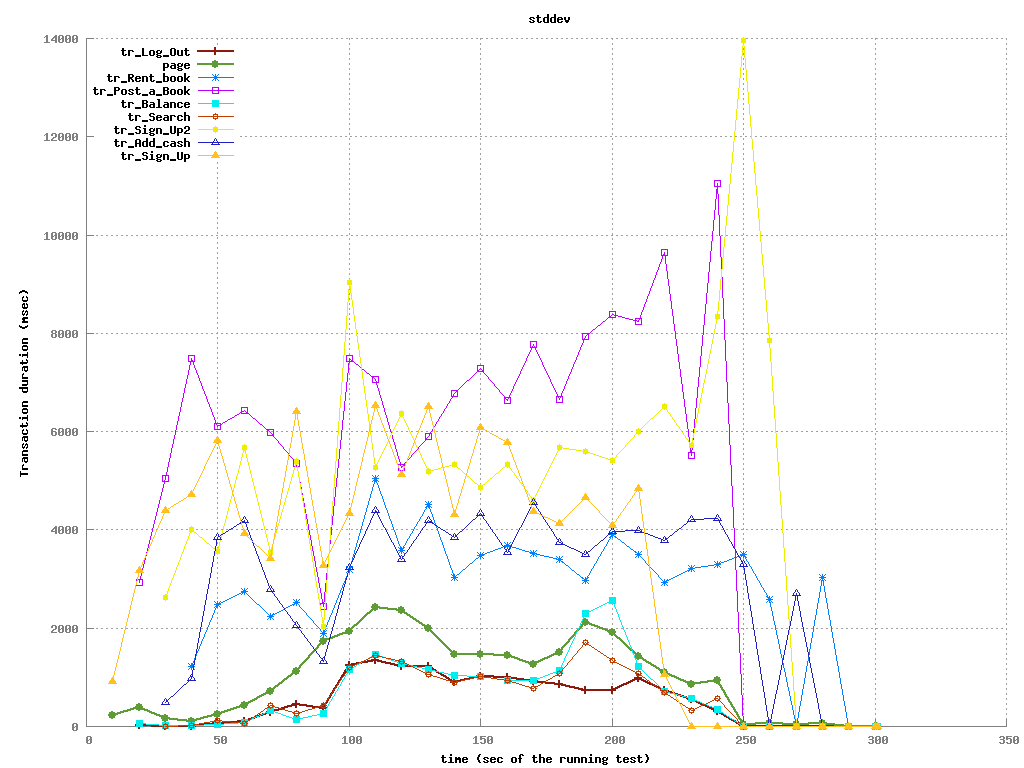 stddev
14000
12000
10000
8000
6000
4000
2000
0
Transaction duration (msec)
tr_Log_Out
page
tr_Rent_book
tr_Post_a_Book
tr_Balance
tr_Search
tr_Sign_Up2
tr_Add_cash
tr_Sign_Up
0 50 100 150 200 250 300 350
time (sec of the running test)